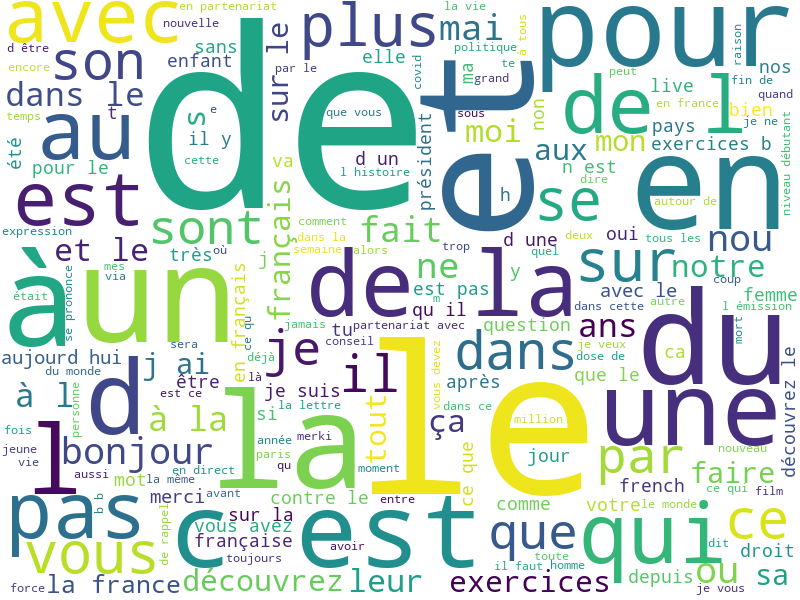 avec
en partenariat
nouvelle
plus
mai
la vie
politique
à tous
pour
raison
d être
encore
son
sans
enfant
par le
sur le
de
elle
covid
ma
te
grand
et
peut
nos
fin de
dans le
temps
t
s
e
il y
que vous
sous
non
de l
live
en france
quand
bien
je ne
au
été
pour le
cette
va
d un
l histoire
président
moi
aux
mon
pays
exercices b
niveau débutant
est
expression
sont
français
comment
fait
h
n est
dire
se
en
autour de
et le
très
où
j
dans la
semaine
alors
trop
d une
deux
oui
quel
tous les
nou
à
était
se prononce
un
mes
via
en français
ce qu
de la
ne
est pas
m
qu il
y
sur
notre
avec le
dans cette
autre
coup
femme
l émission
mort
aujourd hui
du monde
j ai
sera
déjà
jamais
tu
conseil
partenariat avec
je
il
question
vous devez
dans
ans
je veux
dose de
ca
du
à l
personne
d
être
est ce
là
je suis
la lettre
si
après
dans ce
le
million
que le
une
découvrez le
fois
jeune
vie
l
bonjour
aussi
à la
la
année
paris
merki
qu
tout
moment
ça
ce que
jour
par
faire
nouveau
ce qui
film
mot
la même
en direct
pas
b b
merci
avant
de rappel
contre le
sur la
vous avez
entre
comme
french
votre
le monde
c est
que
qui
ce
dit
droit
vous
française
toujours
avoir
toute
il faut
homme
depuis
ou
sa
je vous
force
la france
découvrez
leur
exercices